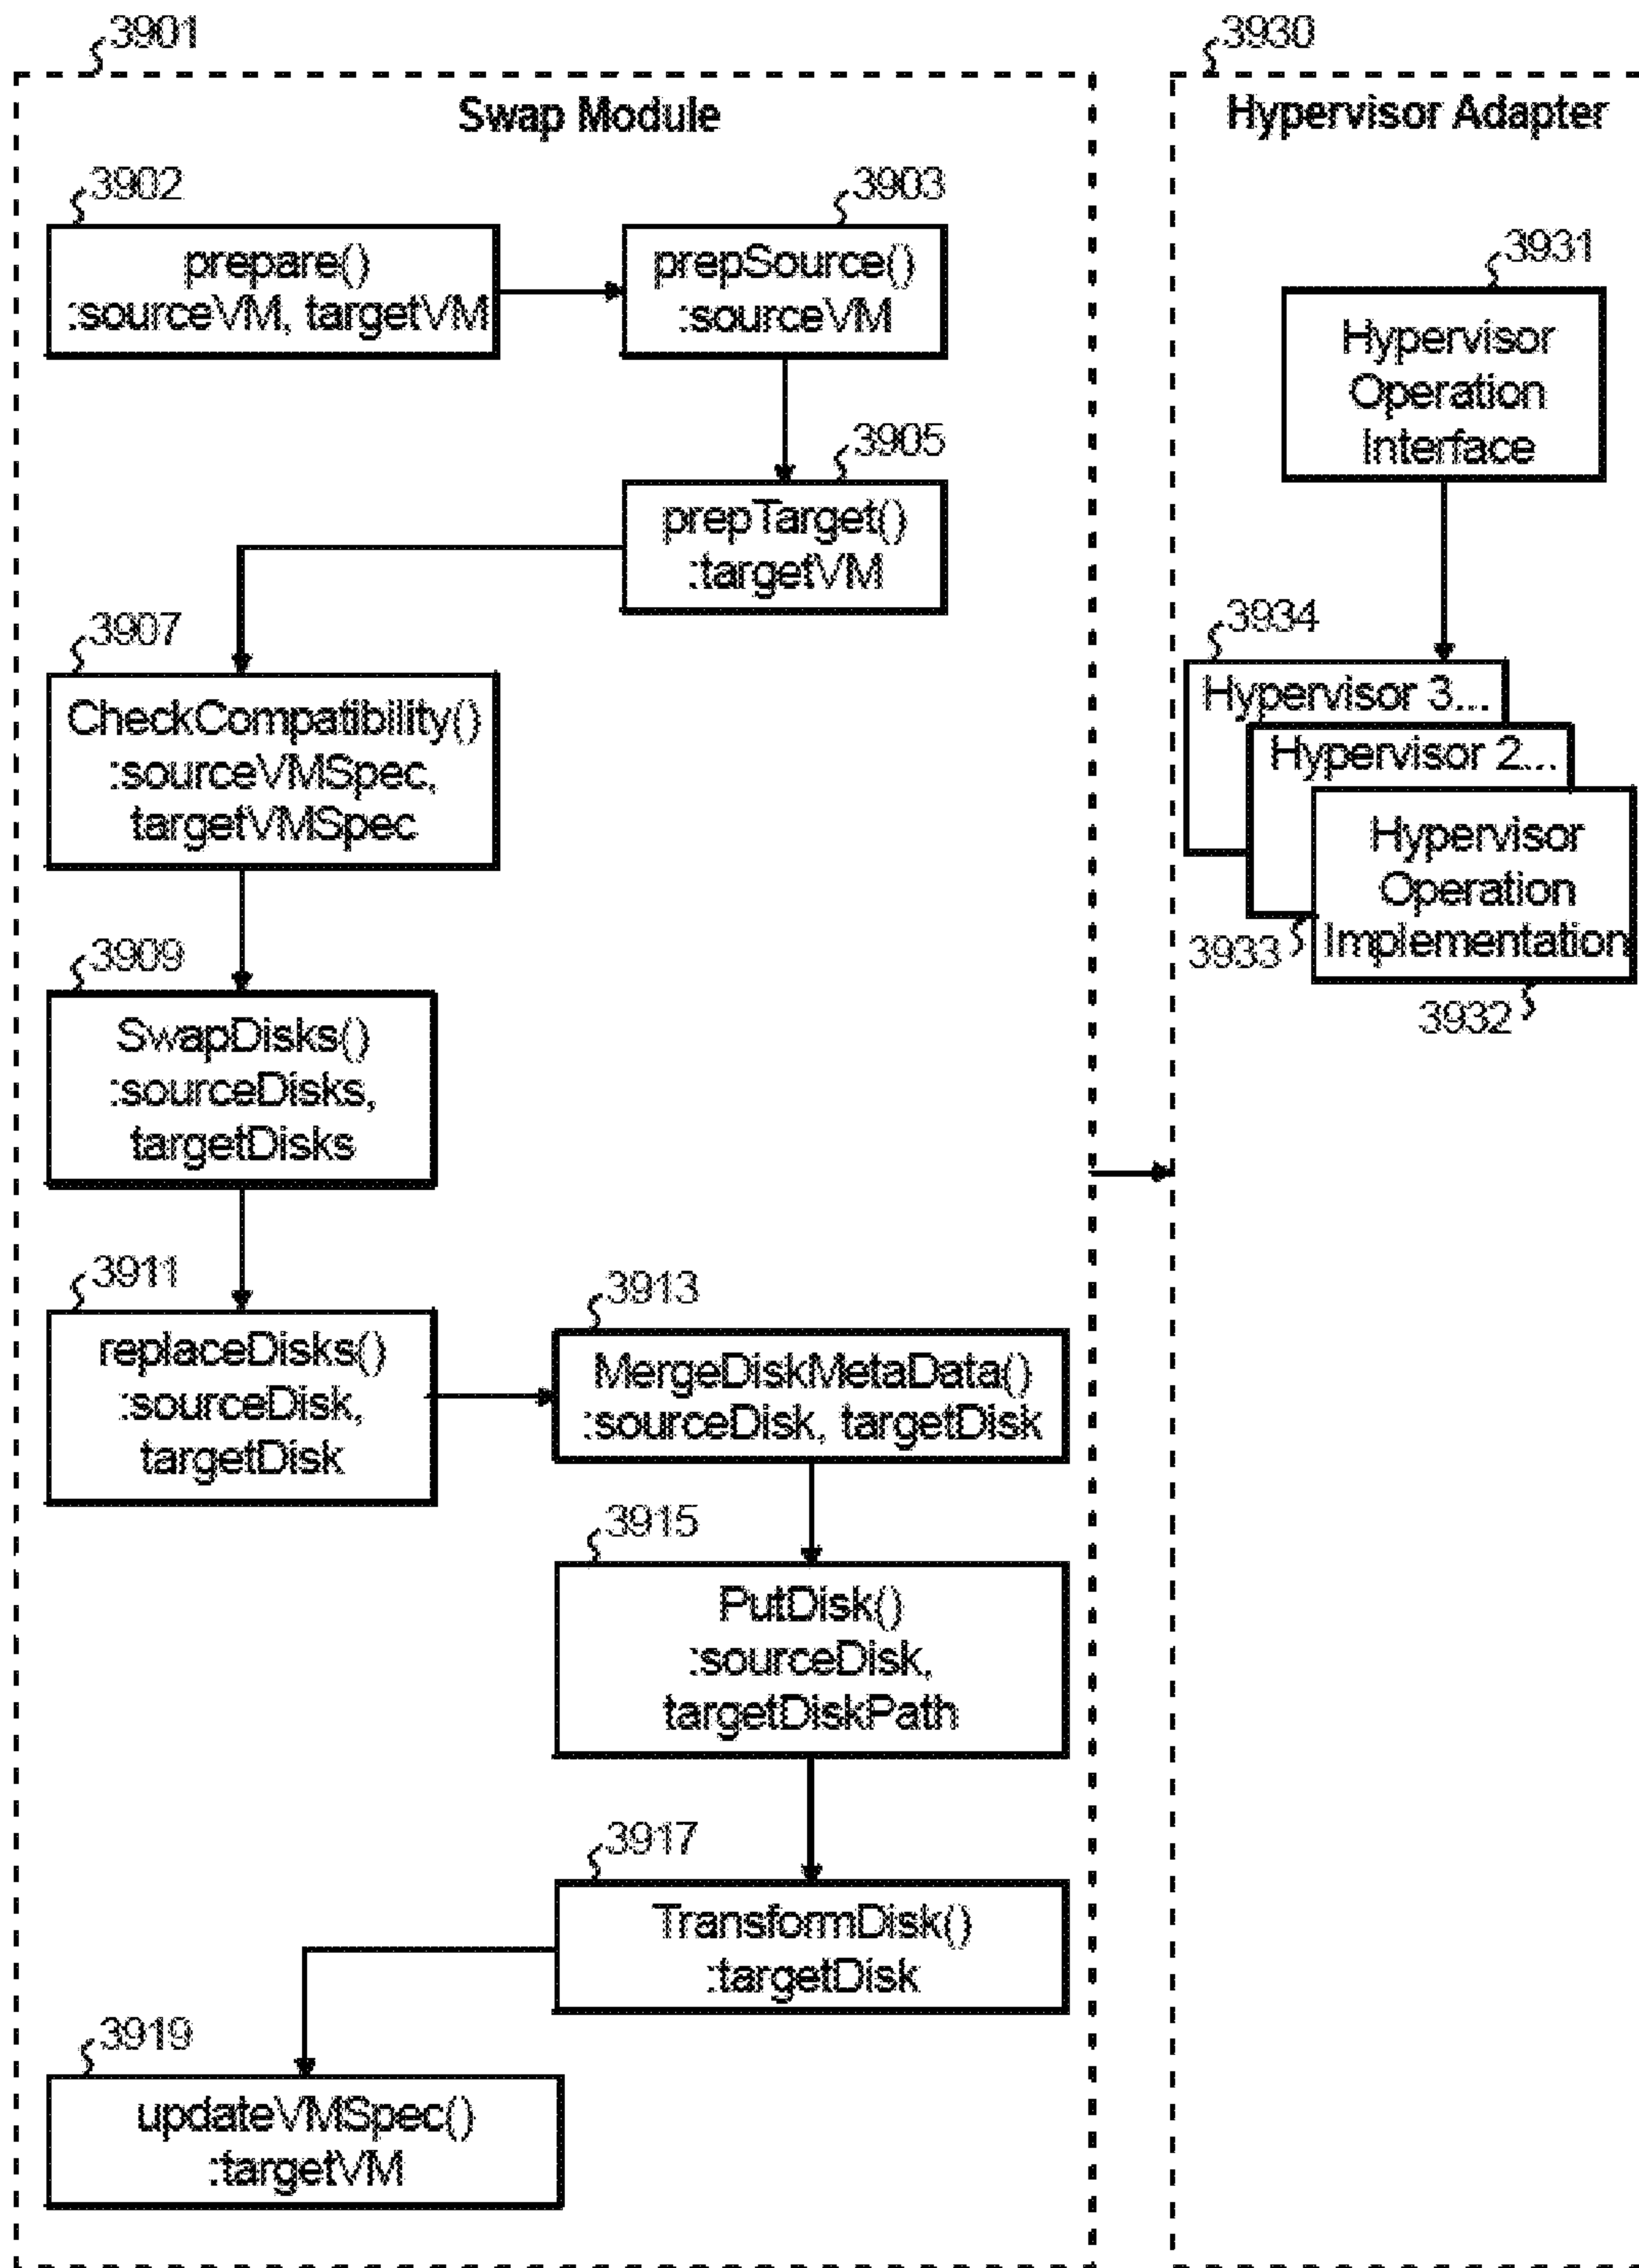 3901
Swap Module
3902
prepare()
:sourceVM, targetVM
3903
prepSource()
:sourceVM
3905
prepTarget()
:targetVM
3907
CheckCompatibility()
:sourceVMSpec,
targetVMSpec
3909
SwapDisks()
:sourceDisks,
targetDisks
3911
replaceDisks()
:sourceDisk,
targetDisk
3913
MergeDiskMetaData()
:sourceDisk, targetDisk
3915
PutDisk()
:sourceDisk,
targetDiskPath
3917
TransformDisk()
:targetDisk
3919
updateVMSpec()
:targetVM
3930
Hypervisor Adapter
3931
Hypervisor
Operation
Interface
3934
Hypervisor 3...
Hypervisor 2...
Hypervisor
Operation
Implementation
3933
3932